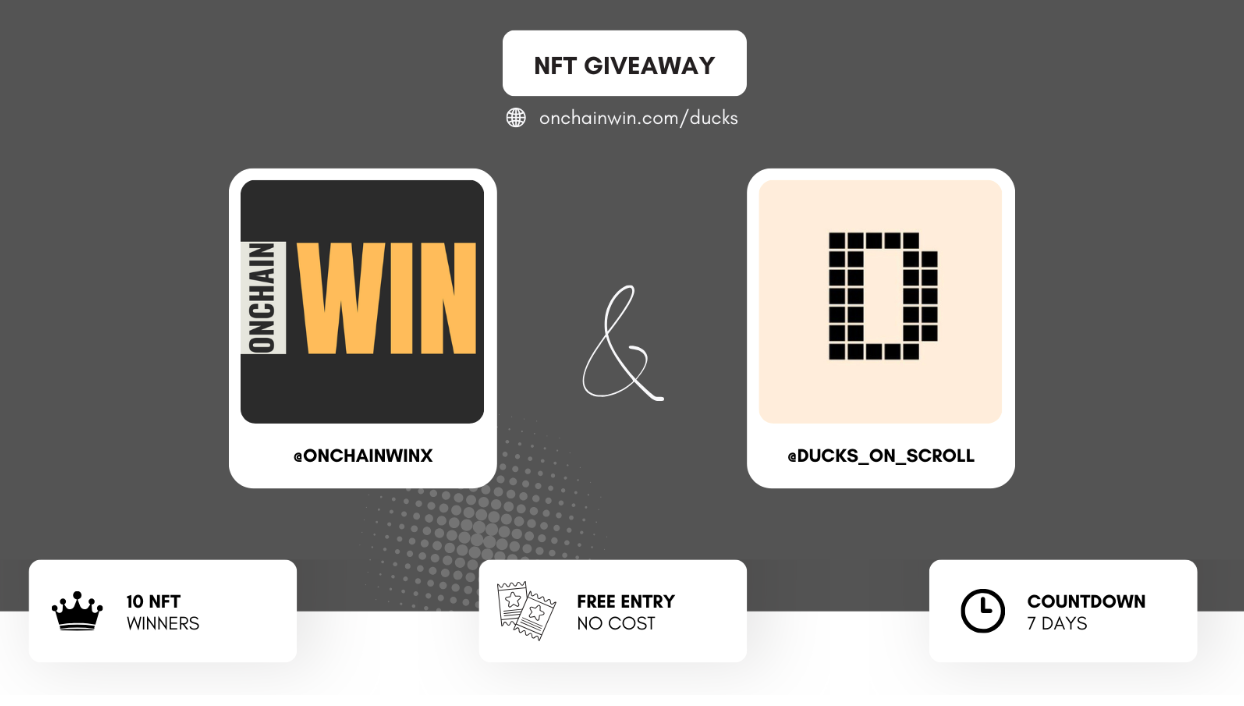 NFT GIVEAWAY
onchainwin.com/ducks
ONCHAIN
WIN
&
D
@ONCHAINWINX
@DUCKS_ON_SCROLL
10 NFT
WINNERS
FREE ENTRY
NO COST
COUNTDOWN
7 DAYS